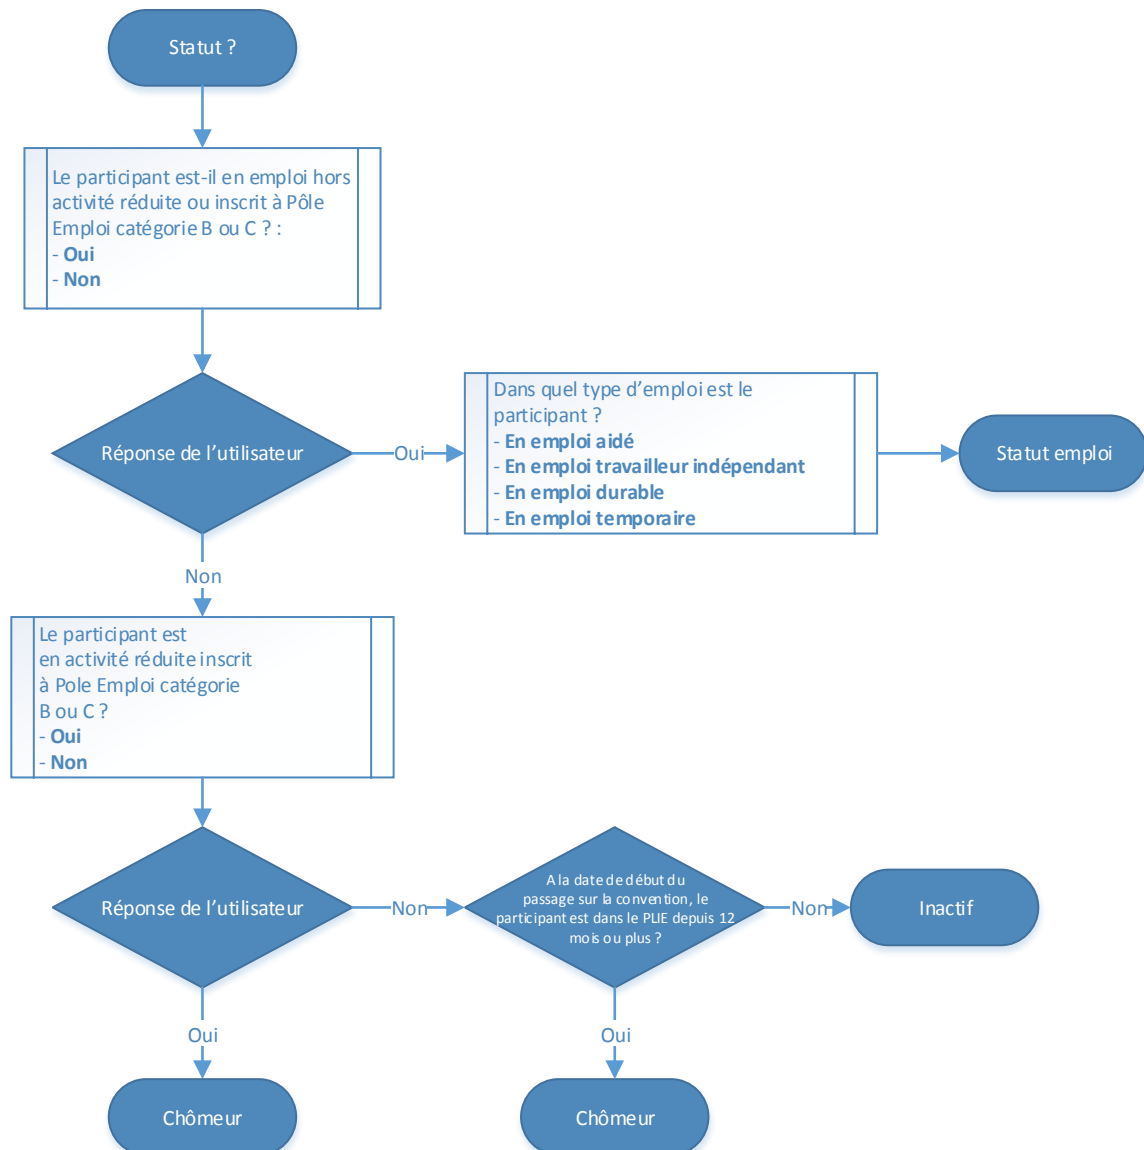 Statut ?
Le participant est-il en emploi hors
activité réduite ou inscrit à Pôle
Emploi catégorie B ou C ? :
- Oui
- Non
Réponse de l’utilisateur
Oui
Dans quel type d’emploi est le
participant ?
- En emploi aidé
- En emploi travailleur indépendant
- En emploi durable
- En emploi temporaire
Statut emploi
Non
Le participant est
en activité réduite inscrit
à Pole Emploi catégorie
B ou C ?
- Oui
- Non
Réponse de l’utilisateur
Non
A la date de début du
passage sur la convention, le
participant est dans le PLIE depuis 12
mois ou plus ?
Non
Inactif
Oui
Oui
Chômeur
Chômeur